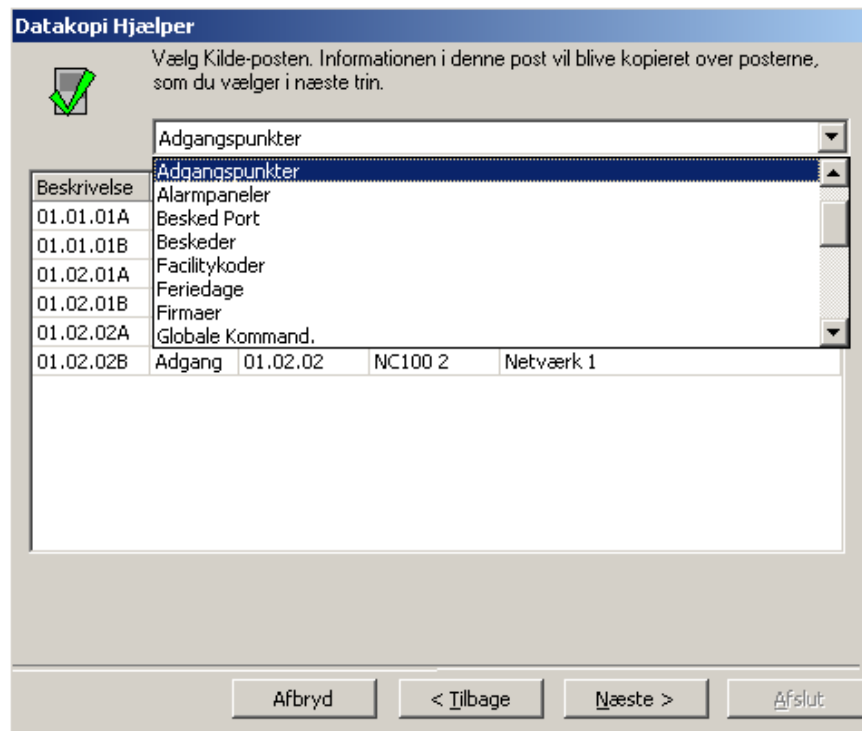 Datakopi Hjælper
Vælg Kilde-posten. Informationen i denne post vil blive kopieret over posterne,
som du vælger i næste trin.
Adgangspunkter
Adgangspunkter
Alarmpaneler
Besked Port
Beskeder
Facilitykoder
Feriedage
Firmaer
Globale Kommand.
Beskrivelse
01.01.01A
01.01.01B
01.02.01A
01.02.01B
01.02.02A
01.02.02B Adgang 01.02.02 NC100 2 Netværk 1
Afbryd < Tilbage Næste > Afslut